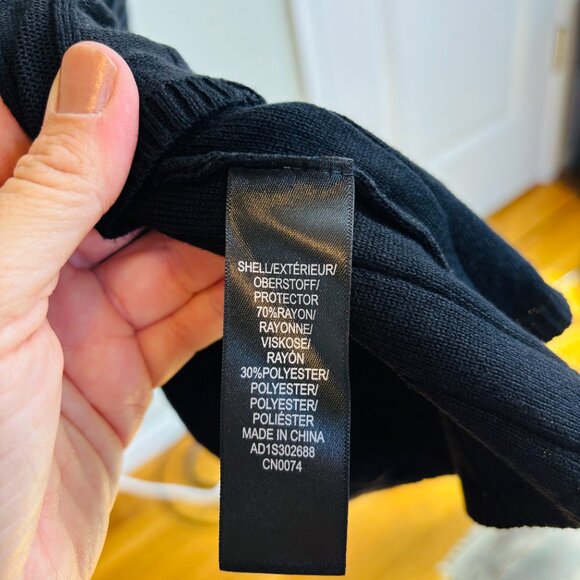 SHELL/EXTÉRIEUR/
OBERSTOFF/
PROTECTOR
70%RAYON/
RAYONNE/
VISKOSE/
RAYÓN
30%POLYESTER/
POLYESTER/
POLYESTER/
POLIÉSTER
MADE IN CHINA
AD1S302688
CN0074